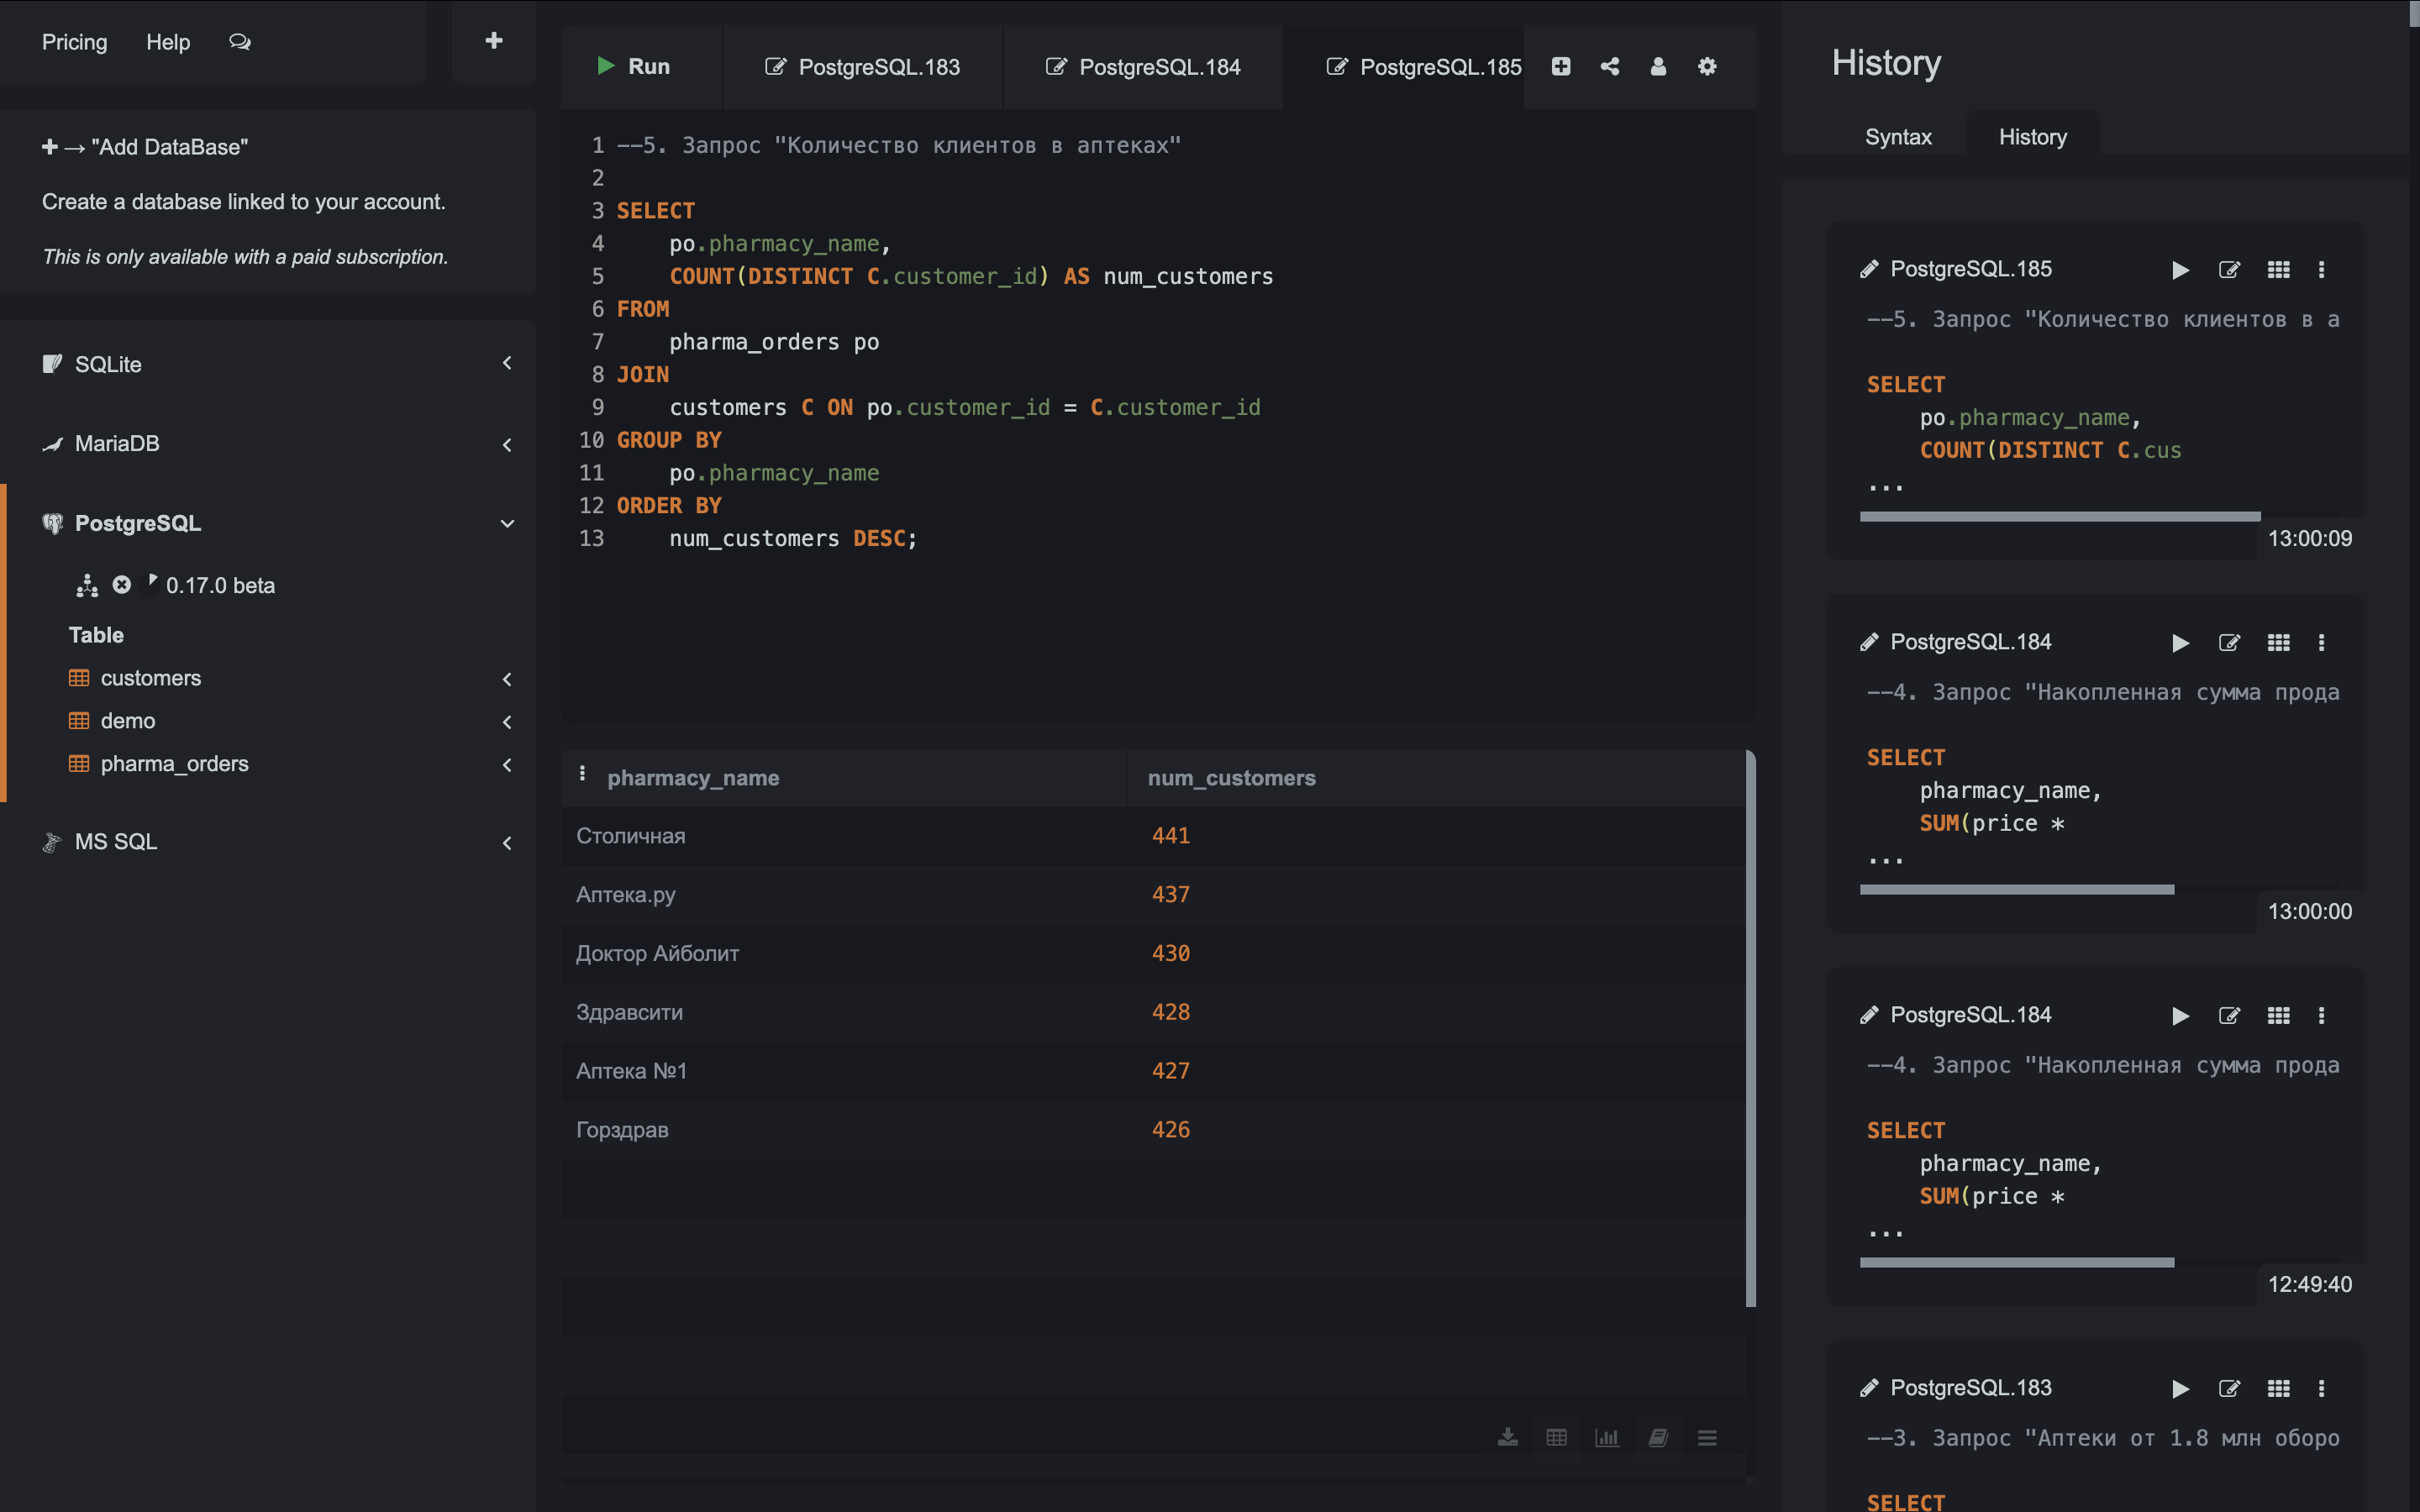 Pricing
Help
"Add DataBase"
Create a database linked to your account.
This is only available with a paid subscription.
SQLite
MariaDB
PostgreSQL
0.17.0 beta
Table
customers
demo
pharma_orders
MS SQL
Run
PostgreSQL.183
PostgreSQL.184
PostgreSQL.185
1 --5. Запрос "Количество клиентов в аптеках"
2
3 SELECT
4 po.pharmacy_name,
5 COUNT(DISTINCT C.customer_id) AS num_customers
6 FROM
7 pharma_orders po
8 JOIN
9 customers C ON po.customer_id = C.customer_id
10 GROUP BY
11 po.pharmacy_name
12 ORDER BY
13 num_customers DESC;
pharmacy_name num_customers
Столичная 441
Аптека.ру 437
Доктор Айболит 430
Здравсити 428
Аптека №1 427
Горздрав 426
History
Syntax
History
PostgreSQL.185
--5. Запрос "Количество клиентов в а
SELECT
po.pharmacy_name,
COUNT(DISTINCT C.cus
...
13:00:09
PostgreSQL.184
--4. Запрос "Накопленная сумма прода
SELECT
pharmacy_name,
SUM(price *
...
13:00:00
PostgreSQL.184
--4. Запрос "Накопленная сумма прода
SELECT
pharmacy_name,
SUM(price *
...
12:49:40
PostgreSQL.183
--3. Запрос "Аптеки от 1.8 млн оборо
SELECT